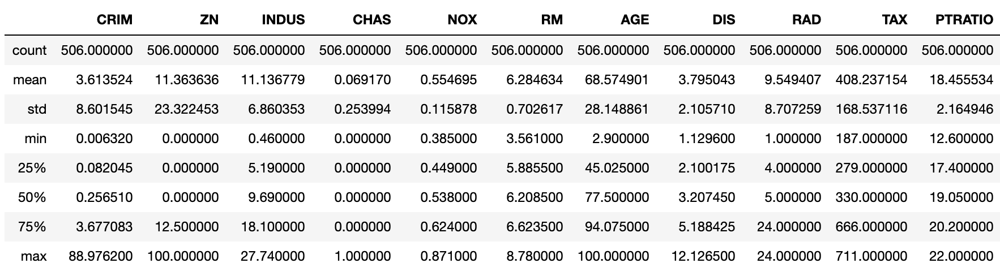 CRIM ZN INDUS CHAS NOX RM AGE DIS RAD TAX PTRATIO
count 506.000000 506.000000 506.000000 506.000000 506.000000 506.000000 506.000000 506.000000 506.000000 506.000000 506.000000
mean 3.613524 11.363636 11.136779 0.069170 0.554695 6.284634 68.574901 3.795043 9.549407 408.237154 18.455534
std 8.601545 23.322453 6.860353 0.253994 0.115878 0.702617 28.148861 2.105710 8.707259 168.537116 2.164946
min 0.006320 0.000000 0.460000 0.000000 0.385000 3.561000 2.900000 1.129600 1.000000 187.000000 12.600000
25% 0.082045 0.000000 5.190000 0.000000 0.449000 5.885500 45.025000 2.100175 4.000000 279.000000 17.400000
50% 0.256510 0.000000 9.690000 0.000000 0.538000 6.208500 77.500000 3.207450 5.000000 330.000000 19.050000
75% 3.677083 12.500000 18.100000 0.000000 0.624000 6.623500 94.075000 5.188425 24.000000 666.000000 20.200000
max 88.976200 100.000000 27.740000 1.000000 0.871000 8.780000 100.000000 12.126500 24.000000 711.000000 22.000000